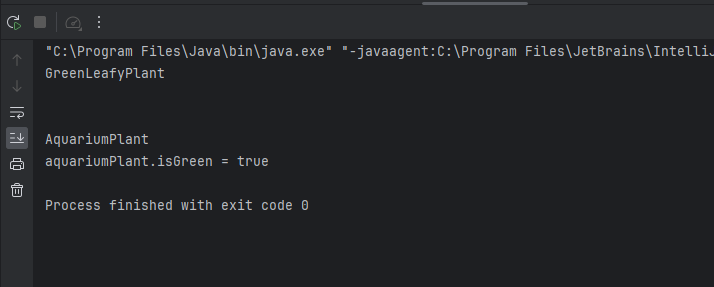 "C:\Program Files\Java\bin\java.exe" "-javaagent:C:\Program Files\JetBrains\IntelliJ
GreenLeafyPlant
AquariumPlant
aquariumPlant.isGreen = true
Process finished with exit code 0